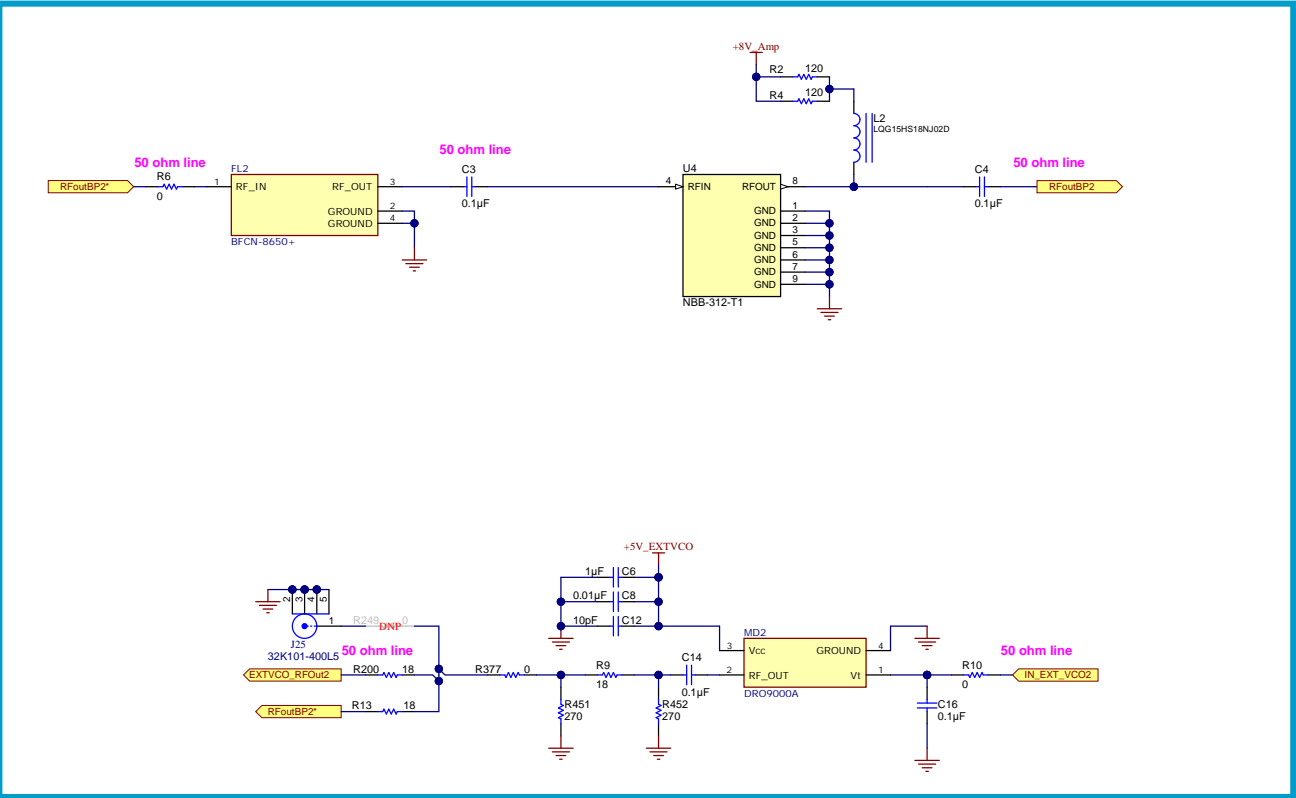 +8V_Amp
R2 120
R4 120
L2
LQG15HS18NJ02D
50 ohm line
50 ohm line
50 ohm line
RFoutBP2*
R6
0
FL2
1 RF_IN RF_OUT 3
GROUND 2
GROUND 4
BFCN-8650+
C3
0.1µF
U4
4 RFIN RFOUT 8
GND 1
GND 2
GND 3
GND 5
GND 6
GND 7
GND 9
NBB-312-T1
C4
0.1µF
RFoutBP2
+5V_EXTVCO
1µF C6
0.01µF C8
10pF C12
2 3 4 5
1
R249 0
DNP
J25
32K101-400L5
50 ohm line
EXTVCO_RFOut2
R200 18
RFoutBP2*
R13 18
R377 0
R451
270
R9
18
R452
270
C14
0.1µF
MD2
3 Vcc GROUND 4
2 RF_OUT Vt 1
DRO9000A
50 ohm line
R10
0
IN_EXT_VCO2
C16
0.1µF